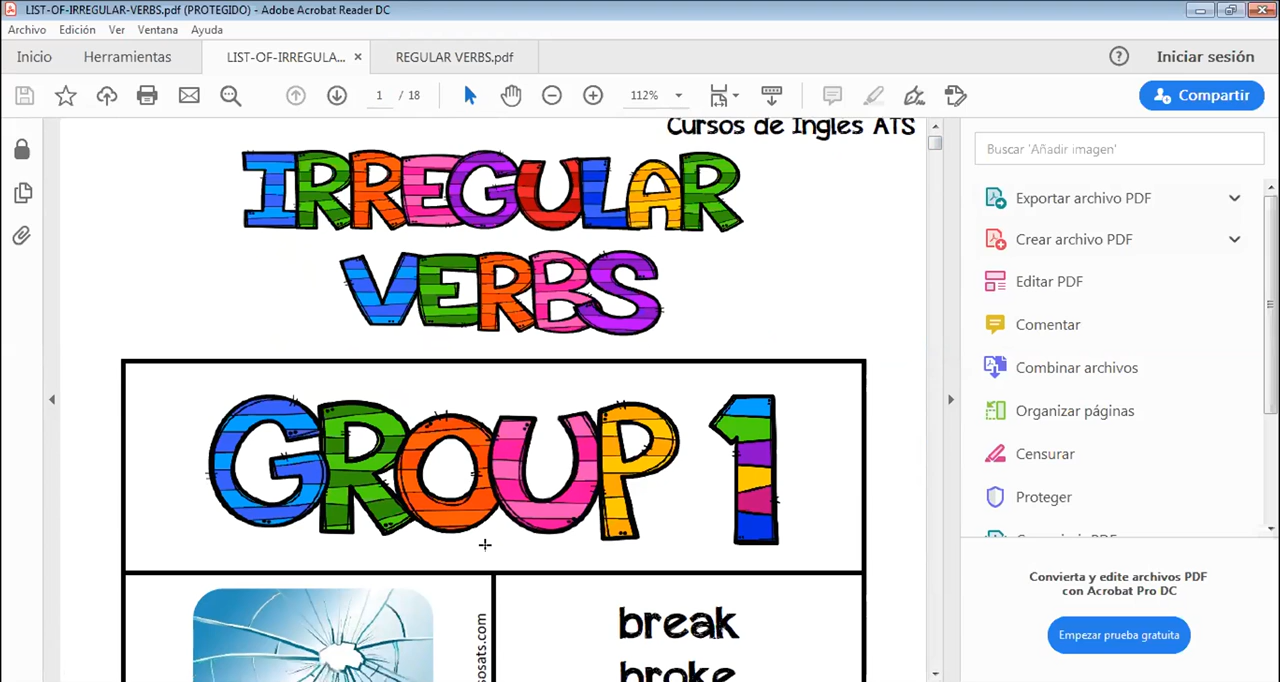 LIST-OF-IRREGULAR-VERBS.pdf (PROTEGIDO) - Adobe Acrobat Reader DC
Archivo Edición Ver Ventana Ayuda
Inicio Herramientas LIST-OF-IRREGULA... × REGULAR VERBS.pdf ? Iniciar sesión
1 / 18 112% Compartir
Cursos de Ingles ATS
IRREGULAR
VERBS
GROUP 1
break
broke
Buscar 'Añadir imagen'
Exportar archivo PDF
Crear archivo PDF
Editar PDF
Comentar
Combinar archivos
Organizar páginas
Censurar
Proteger
Convierta y edite archivos PDF
con Acrobat Pro DC
Empezar prueba gratuita